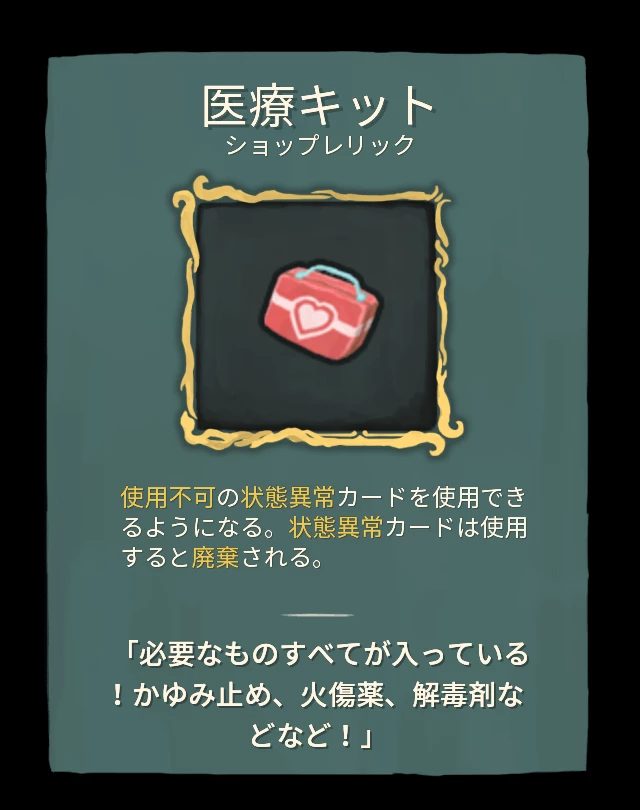 医療キット
ショップレリック
使用不可の状態異常カードを使用でき
るようになる。状態異常カードは使用
すると廃棄される。
「必要なものすべてが入っている
！かゆみ止め、火傷薬、解毒剤な
どなど！」